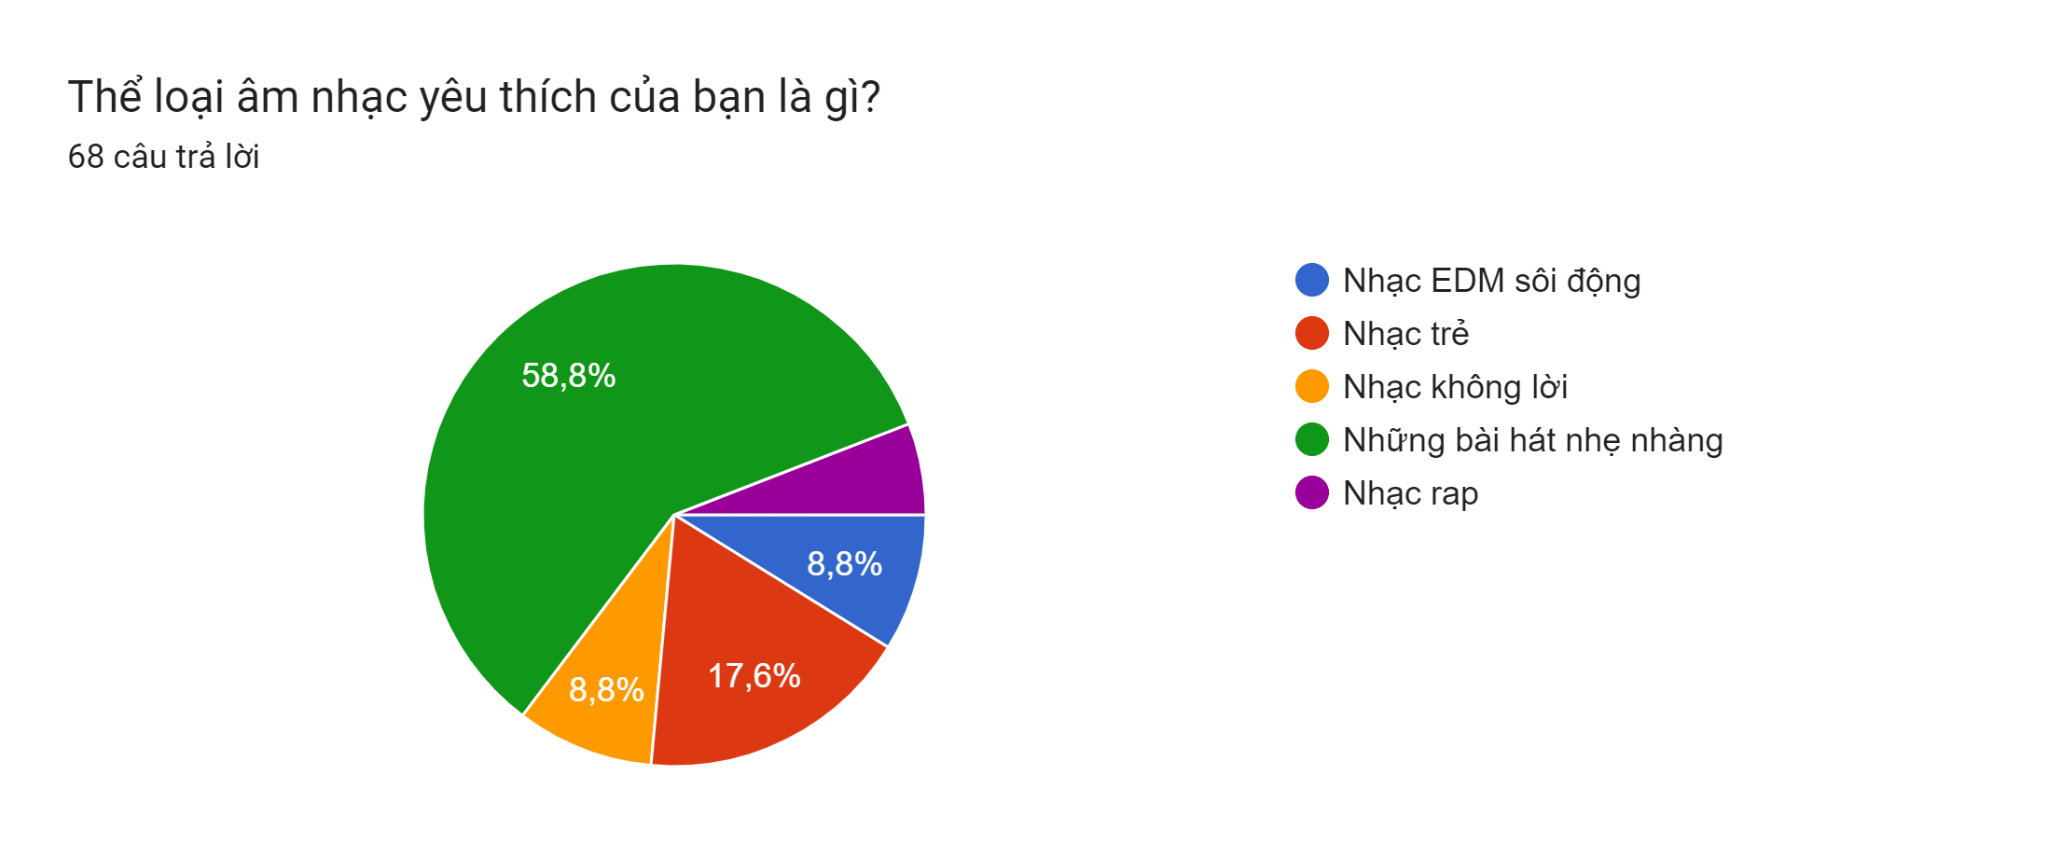 Thể loại âm nhạc yêu thích của bạn là gì?
68 câu trả lời
58,8%
8,8%
17,6%
8,8%
Nhạc EDM sôi động
Nhạc trẻ
Nhạc không lời
Những bài hát nhẹ nhàng
Nhạc rap